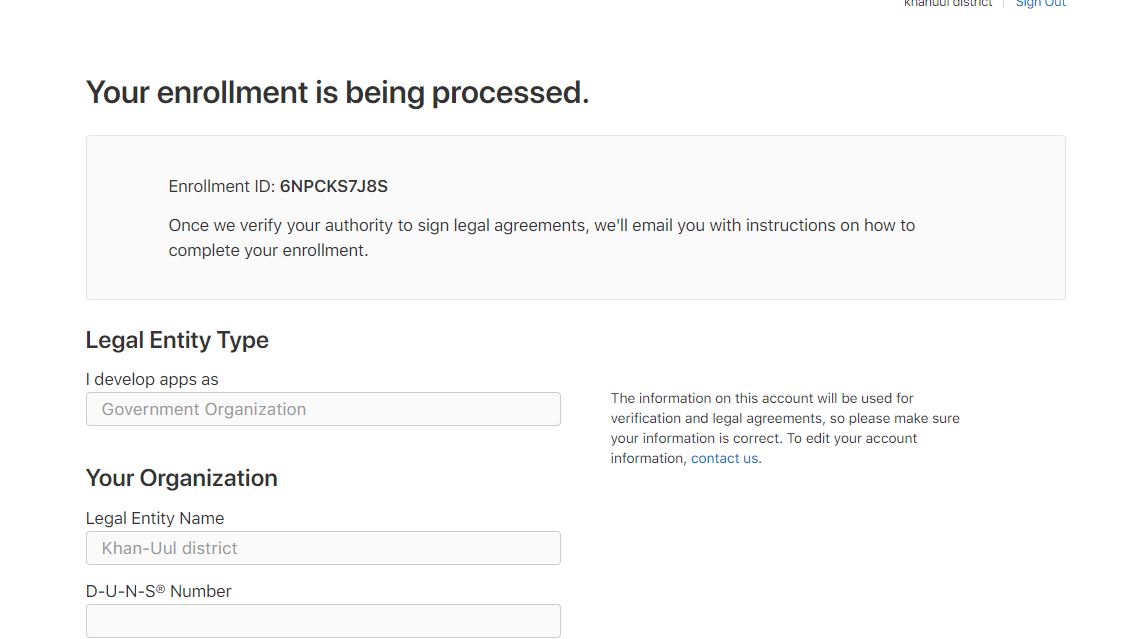 khanuul district | Sign Out
Your enrollment is being processed.
Enrollment ID: 6NPCKS7J8S
Once we verify your authority to sign legal agreements, we'll email you with instructions on how to
complete your enrollment.
Legal Entity Type
I develop apps as
Government Organization
The information on this account will be used for
verification and legal agreements, so please make sure
your information is correct. To edit your account
information, contact us.
Your Organization
Legal Entity Name
Khan-Uul district
D-U-N-S® Number